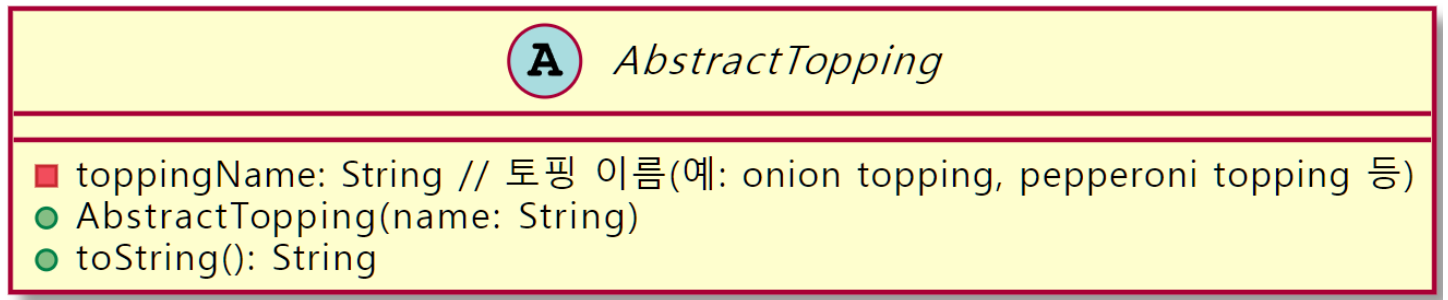 A AbstractTopping
toppingName: String // 토핑 이름(예: onion topping, pepperoni topping 등)
AbstractTopping(name: String)
toString(): String